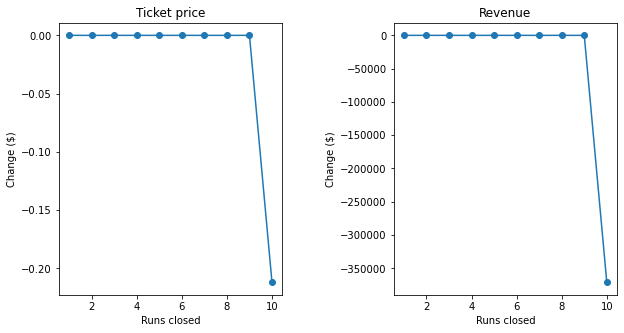 Ticket price
Change ($)
0.00
−0.05
−0.10
−0.15
−0.20
2 4 6 8 10
Runs closed
Revenue
Change ($)
0
−50000
−100000
−150000
−200000
−250000
−300000
−350000
2 4 6 8 10
Runs closed